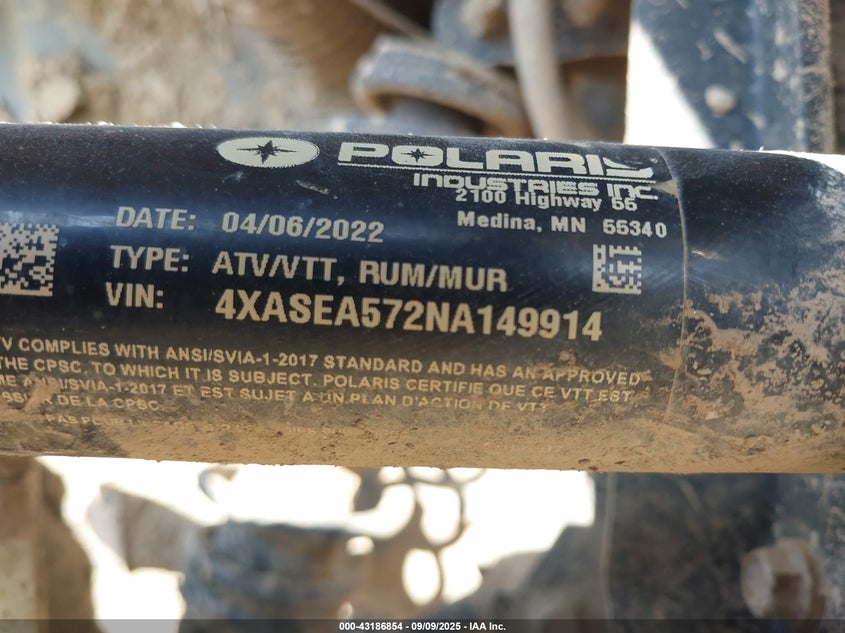 POLARIS
INDUSTRIES INC.
2100 Highway 55
Medina, MN 55340
DATE: 04/06/2022
TYPE: ATV/VTT, RUM/MUR
VIN: 4XASEA572NA149914
TV COMPLIES WITH ANSI/SVIA-1-2017 STANDARD AND HAS AN APPROVED
THE CPSC, TO WHICH IT IS SUBJECT. POLARIS CERTIFIE QUE CE VTT EST
ME ANSI/SVIA-1-2017 ET EST SUJET A UN PLAN D'ACTION DE VTT
DE LA CPSC
000-43186854 - 09/09/2025 - IAA Inc.